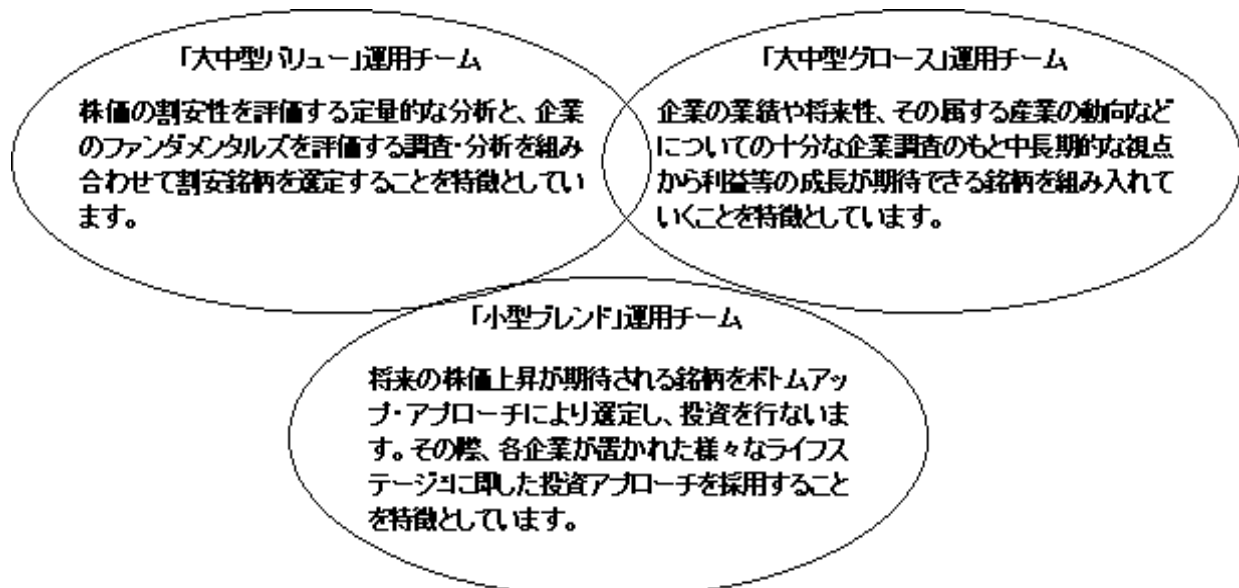 「大中型バリュー」運用チーム
株価の割安性を評価する定量的な分析と、企業
のファンダメンタルズを評価する調査・分析を組み
合わせて割安銘柄を選定することを特徴としてい
ます。
「大中型グロース」運用チーム
企業の業績や将来性、その属する産業の動向など
についての十分な企業調査のもと中長期的な視点
から利益等の成長が期待できる銘柄を組み入れて
いくことを特徴としています。
「小型ブレンド」運用チーム
将来の株価上昇が期待される銘柄をボトムアッ
プ・アプローチにより選定し、投資を行ないま
す。その際、各企業が置かれた様々なライフス
テージに即した投資アプローチを採用すること
を特徴としています。